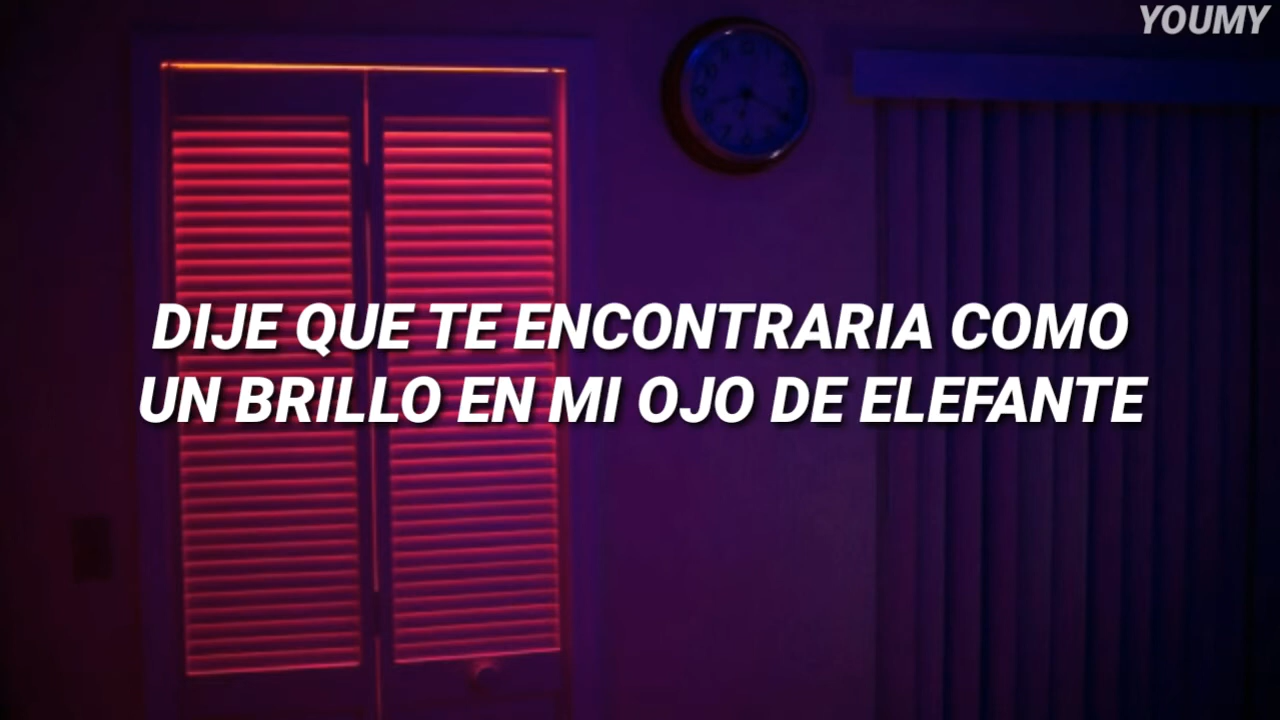 YOUMY
DIJE QUE TE ENCONTRARIA COMO
UN BRILLO EN MI OJO DE ELEFANTE